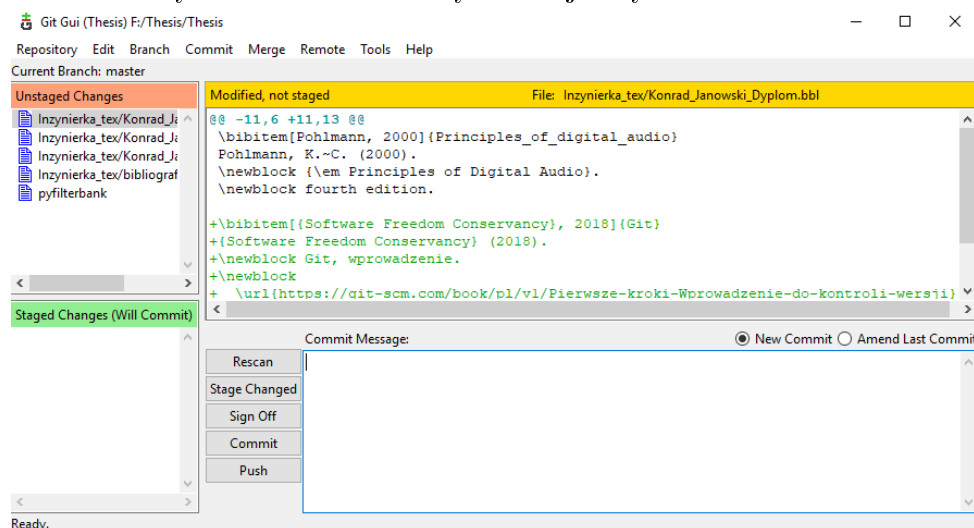 Git Gui (Thesis) F:/Thesis/Thesis
Repository Edit Branch Commit Merge Remote Tools Help
Current Branch: master
Unstaged Changes
Inzynierka_tex/Konrad_Ja
Inzynierka_tex/Konrad_Ja
Inzynierka_tex/Konrad_Ja
Inzynierka_tex/bibliograf
pyfilterbank
Staged Changes (Will Commit)
Modified, not staged File: Inzynierka_tex/Konrad_Janowski_Dyplom.bbl
@@ -11,6 +11,13 @@
\bibitem[Pohlmann, 2000]{Principles_of_digital_audio}
Pohlmann, K.~C. (2000).
\newblock {\em Principles of Digital Audio}.
\newblock fourth edition.
+\bibitem[{Software Freedom Conservancy}, 2018]{Git}
+{Software Freedom Conservancy} (2018).
+\newblock Git, wprowadzenie.
+\newblock
+ \url{https://git-scm.com/book/pl/v1/Pierwsze-kroki-Wprowadzenie-do-kontroli-wersji}
Commit Message: New Commit Amend Last Commit
Rescan
Stage Changed
Sign Off
Commit
Push
Ready.